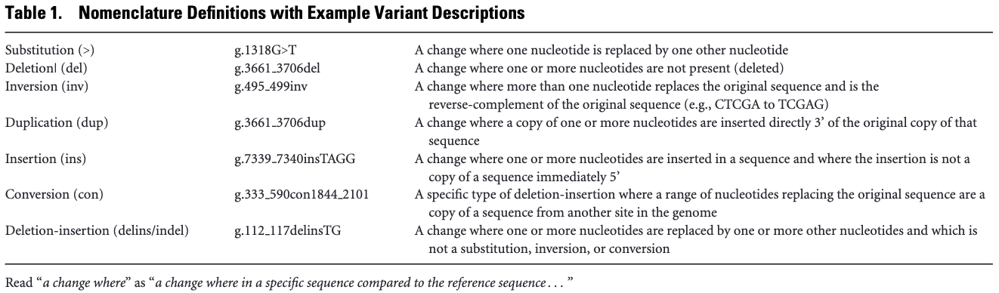 Table 1. Nomenclature Definitions with Example Variant Descriptions
Substitution (>) g.1318G>T A change where one nucleotide is replaced by one other nucleotide
Deletion| (del) g.3661_3706del A change where one or more nucleotides are not present (deleted)
Inversion (inv) g.495_499inv A change where more than one nucleotide replaces the original sequence and is the
reverse-complement of the original sequence (e.g., CTCGA to TCGAG)
Duplication (dup) g.3661_3706dup A change where a copy of one or more nucleotides are inserted directly 3’ of the original copy of that
sequence
Insertion (ins) g.7339_7340insTAGG A change where one or more nucleotides are inserted in a sequence and where the insertion is not a
copy of a sequence immediately 5’
Conversion (con) g.333_590con1844_2101 A specific type of deletion-insertion where a range of nucleotides replacing the original sequence are a
copy of a sequence from another site in the genome
Deletion-insertion (delins/indel) g.112_117delinsTG A change where one or more nucleotides are replaced by one or more other nucleotides and which is
not a substitution, inversion, or conversion
Read “a change where” as “a change where in a specific sequence compared to the reference sequence . . . ”